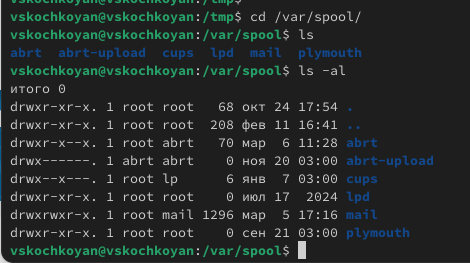 vskochkoyan@vskochkoyan:/tmp$
vskochkoyan@vskochkoyan:/tmp$ cd /var/spool/
vskochkoyan@vskochkoyan:/var/spool$ ls
abrt  abrt-upload  cups  lpd  mail  plymouth
vskochkoyan@vskochkoyan:/var/spool$ ls -al
итого 0
drwxr-xr-x. 1 root root   68 окт 24 17:54 .
drwxr-xr-x. 1 root root  208 фев 11 16:41 ..
drwxr-x--x. 1 root abrt   70 мар  6 11:28 abrt
drwx------. 1 abrt abrt    0 ноя 20 03:00 abrt-upload
drwx--x---. 1 root lp      6 янв  7 03:00 cups
drwxr-xr-x. 1 root root    0 июл 17  2024 lpd
drwxrwxr-x. 1 root mail 1296 мар  5 17:16 mail
drwxr-xr-x. 1 root root    0 сен 21 03:00 plymouth
vskochkoyan@vskochkoyan:/var/spool$